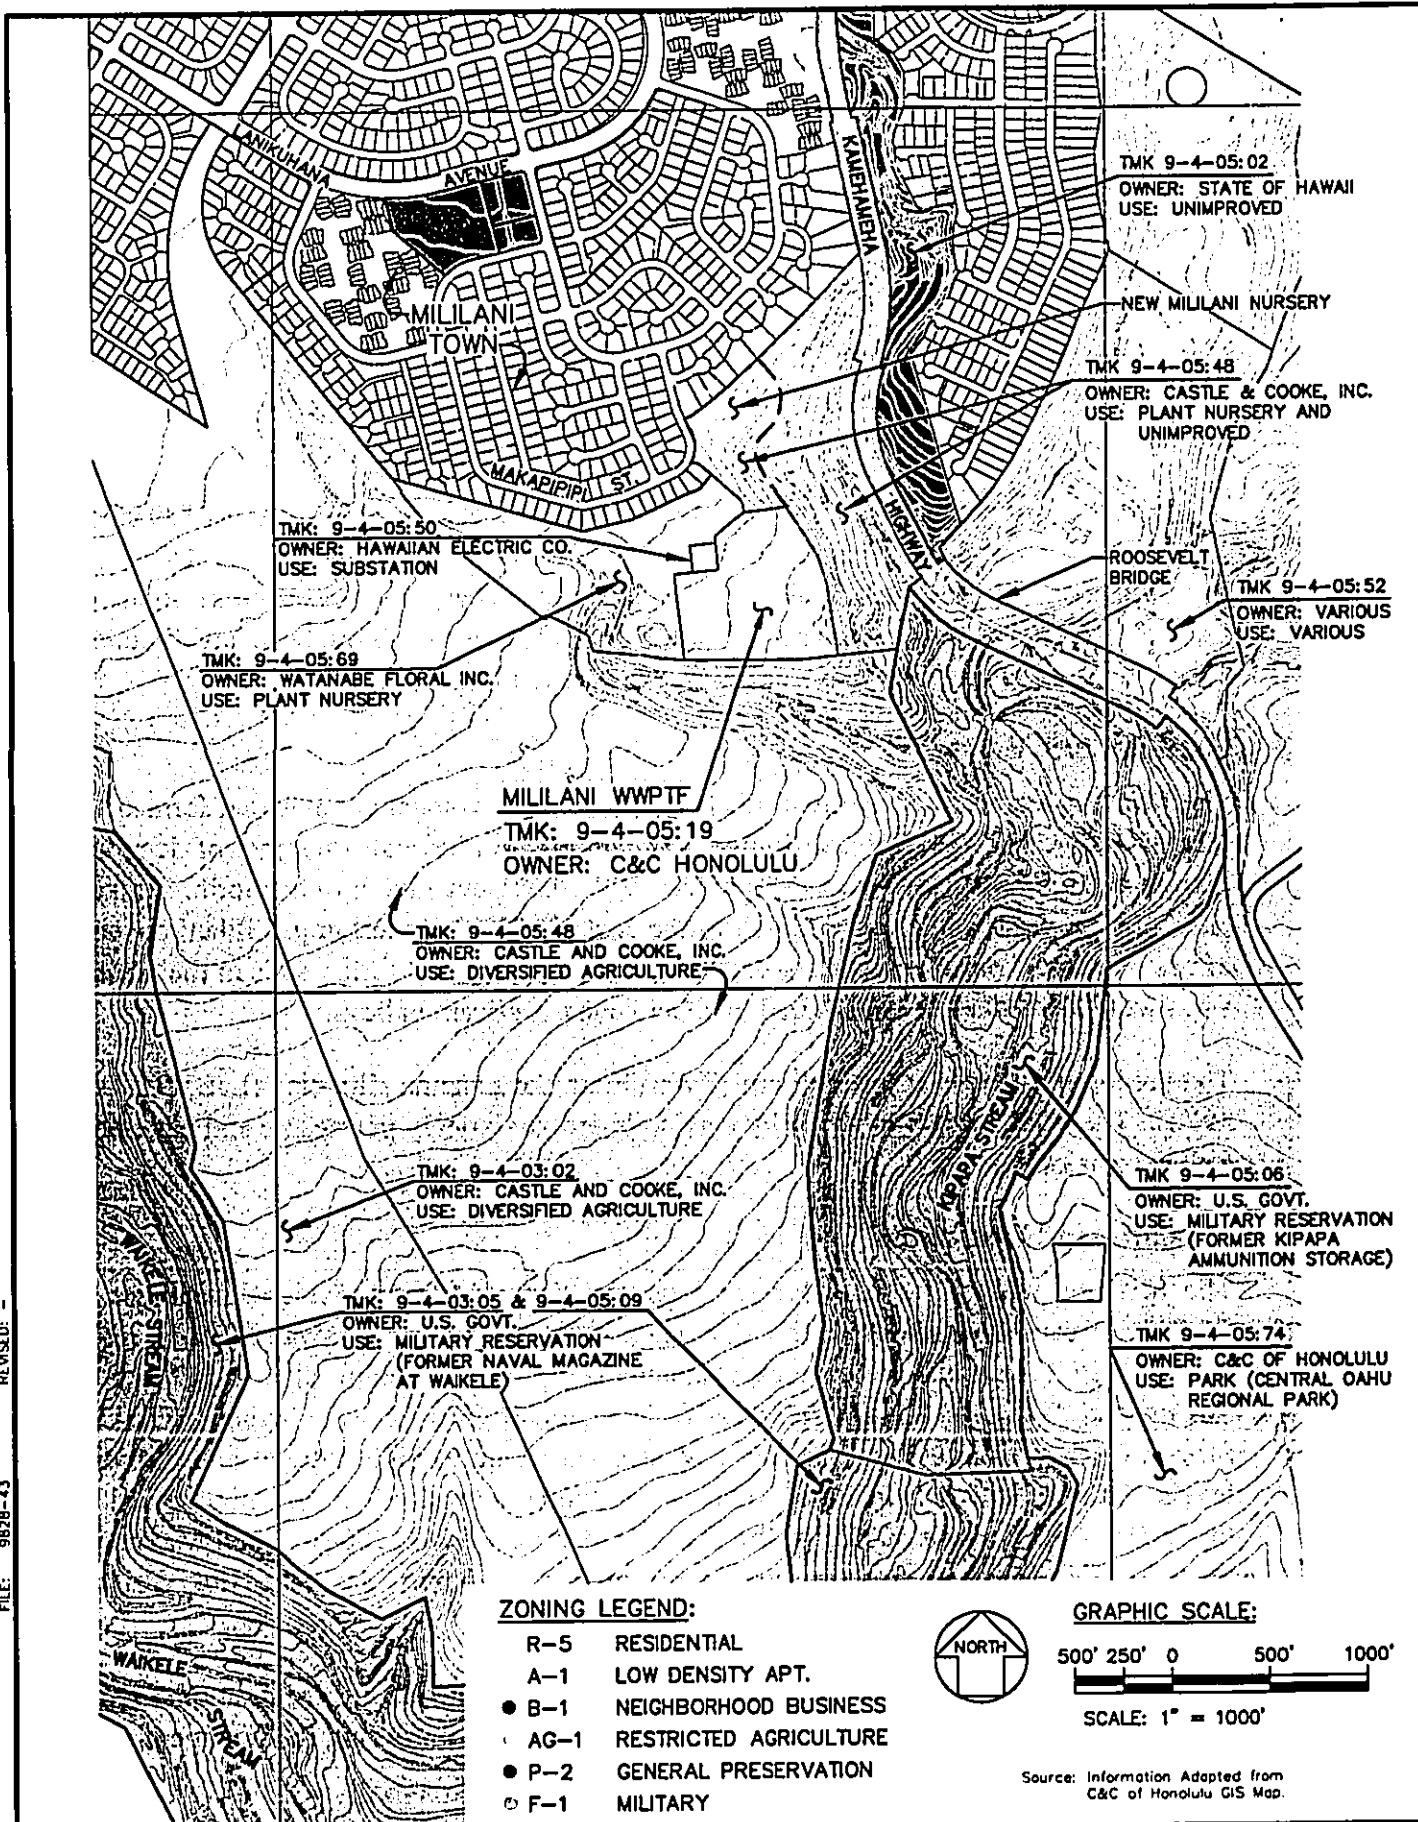 LANIKUHANA
AVENUE
KAMEHAMEHA
HIGHWAY
TMK 9-4-05:02
OWNER: STATE OF HAWAII
USE: UNIMPROVED
NEW MILILANI NURSERY
MILILANI
TOWN
TMK 9-4-05:48
OWNER: CASTLE & COOKE, INC.
USE: PLANT NURSERY AND
UNIMPROVED
MAKAPIPIPI ST.
TMK: 9-4-05:50
OWNER: HAWAIIAN ELECTRIC CO.
USE: SUBSTATION
ROOSEVELT
BRIDGE
TMK 9-4-05:52
OWNER: VARIOUS
USE: VARIOUS
TMK: 9-4-05:69
OWNER: WATANABE FLORAL INC.
USE: PLANT NURSERY
MILILANI WWPTF
TMK: 9-4-05:19
OWNER: C&C HONOLULU
TMK: 9-4-05:48
OWNER: CASTLE AND COOKE, INC.
USE: DIVERSIFIED AGRICULTURE
KIPAPA STREAM
TMK: 9-4-03:02
OWNER: CASTLE AND COOKE, INC.
USE: DIVERSIFIED AGRICULTURE
TMK 9-4-05:06
OWNER: U.S. GOVT.
USE: MILITARY RESERVATION
(FORMER KIPAPA
AMMUNITION STORAGE)
WAIKELE STREAM
TMK: 9-4-03:05 & 9-4-05:09
OWNER: U.S. GOVT.
USE: MILITARY RESERVATION
(FORMER NAVAL MAGAZINE
AT WAIKELE)
TMK 9-4-05:74
OWNER: C&C OF HONOLULU
USE: PARK (CENTRAL OAHU
REGIONAL PARK)
REVISED: -
FILE: 9828-43
WAIKELE
STREAM
ZONING LEGEND:
R-5 RESIDENTIAL
A-1 LOW DENSITY APT.
B-1 NEIGHBORHOOD BUSINESS
AG-1 RESTRICTED AGRICULTURE
P-2 GENERAL PRESERVATION
F-1 MILITARY
NORTH
GRAPHIC SCALE:
500' 250' 0 500' 1000'
SCALE: 1" = 1000'
Source: Information Adapted from
C&C of Honolulu GIS Map.